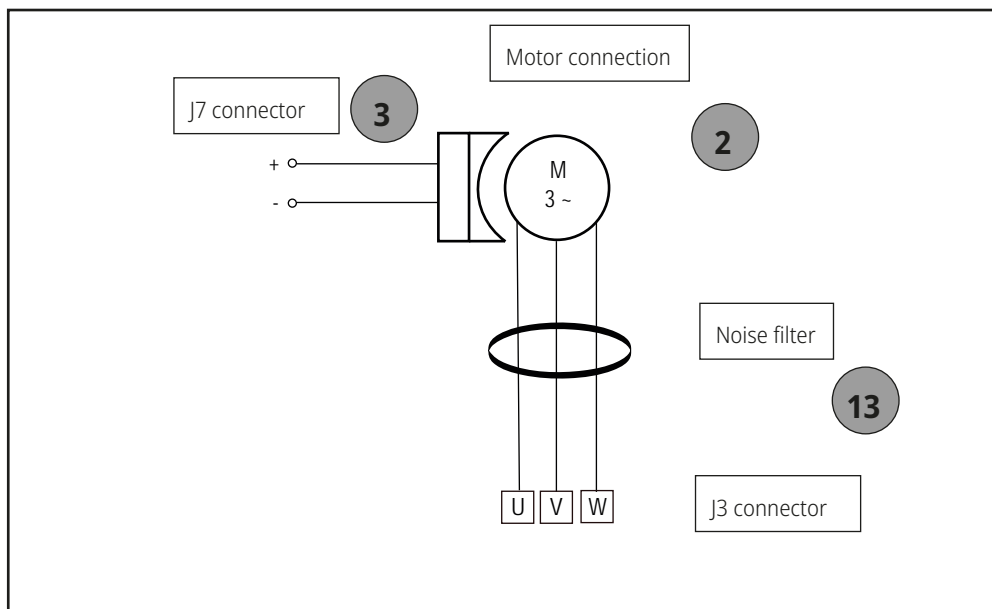 Motor connection
J7 connector
3
2
+
-
M
3 ~
Noise filter
13
U V W
J3 connector